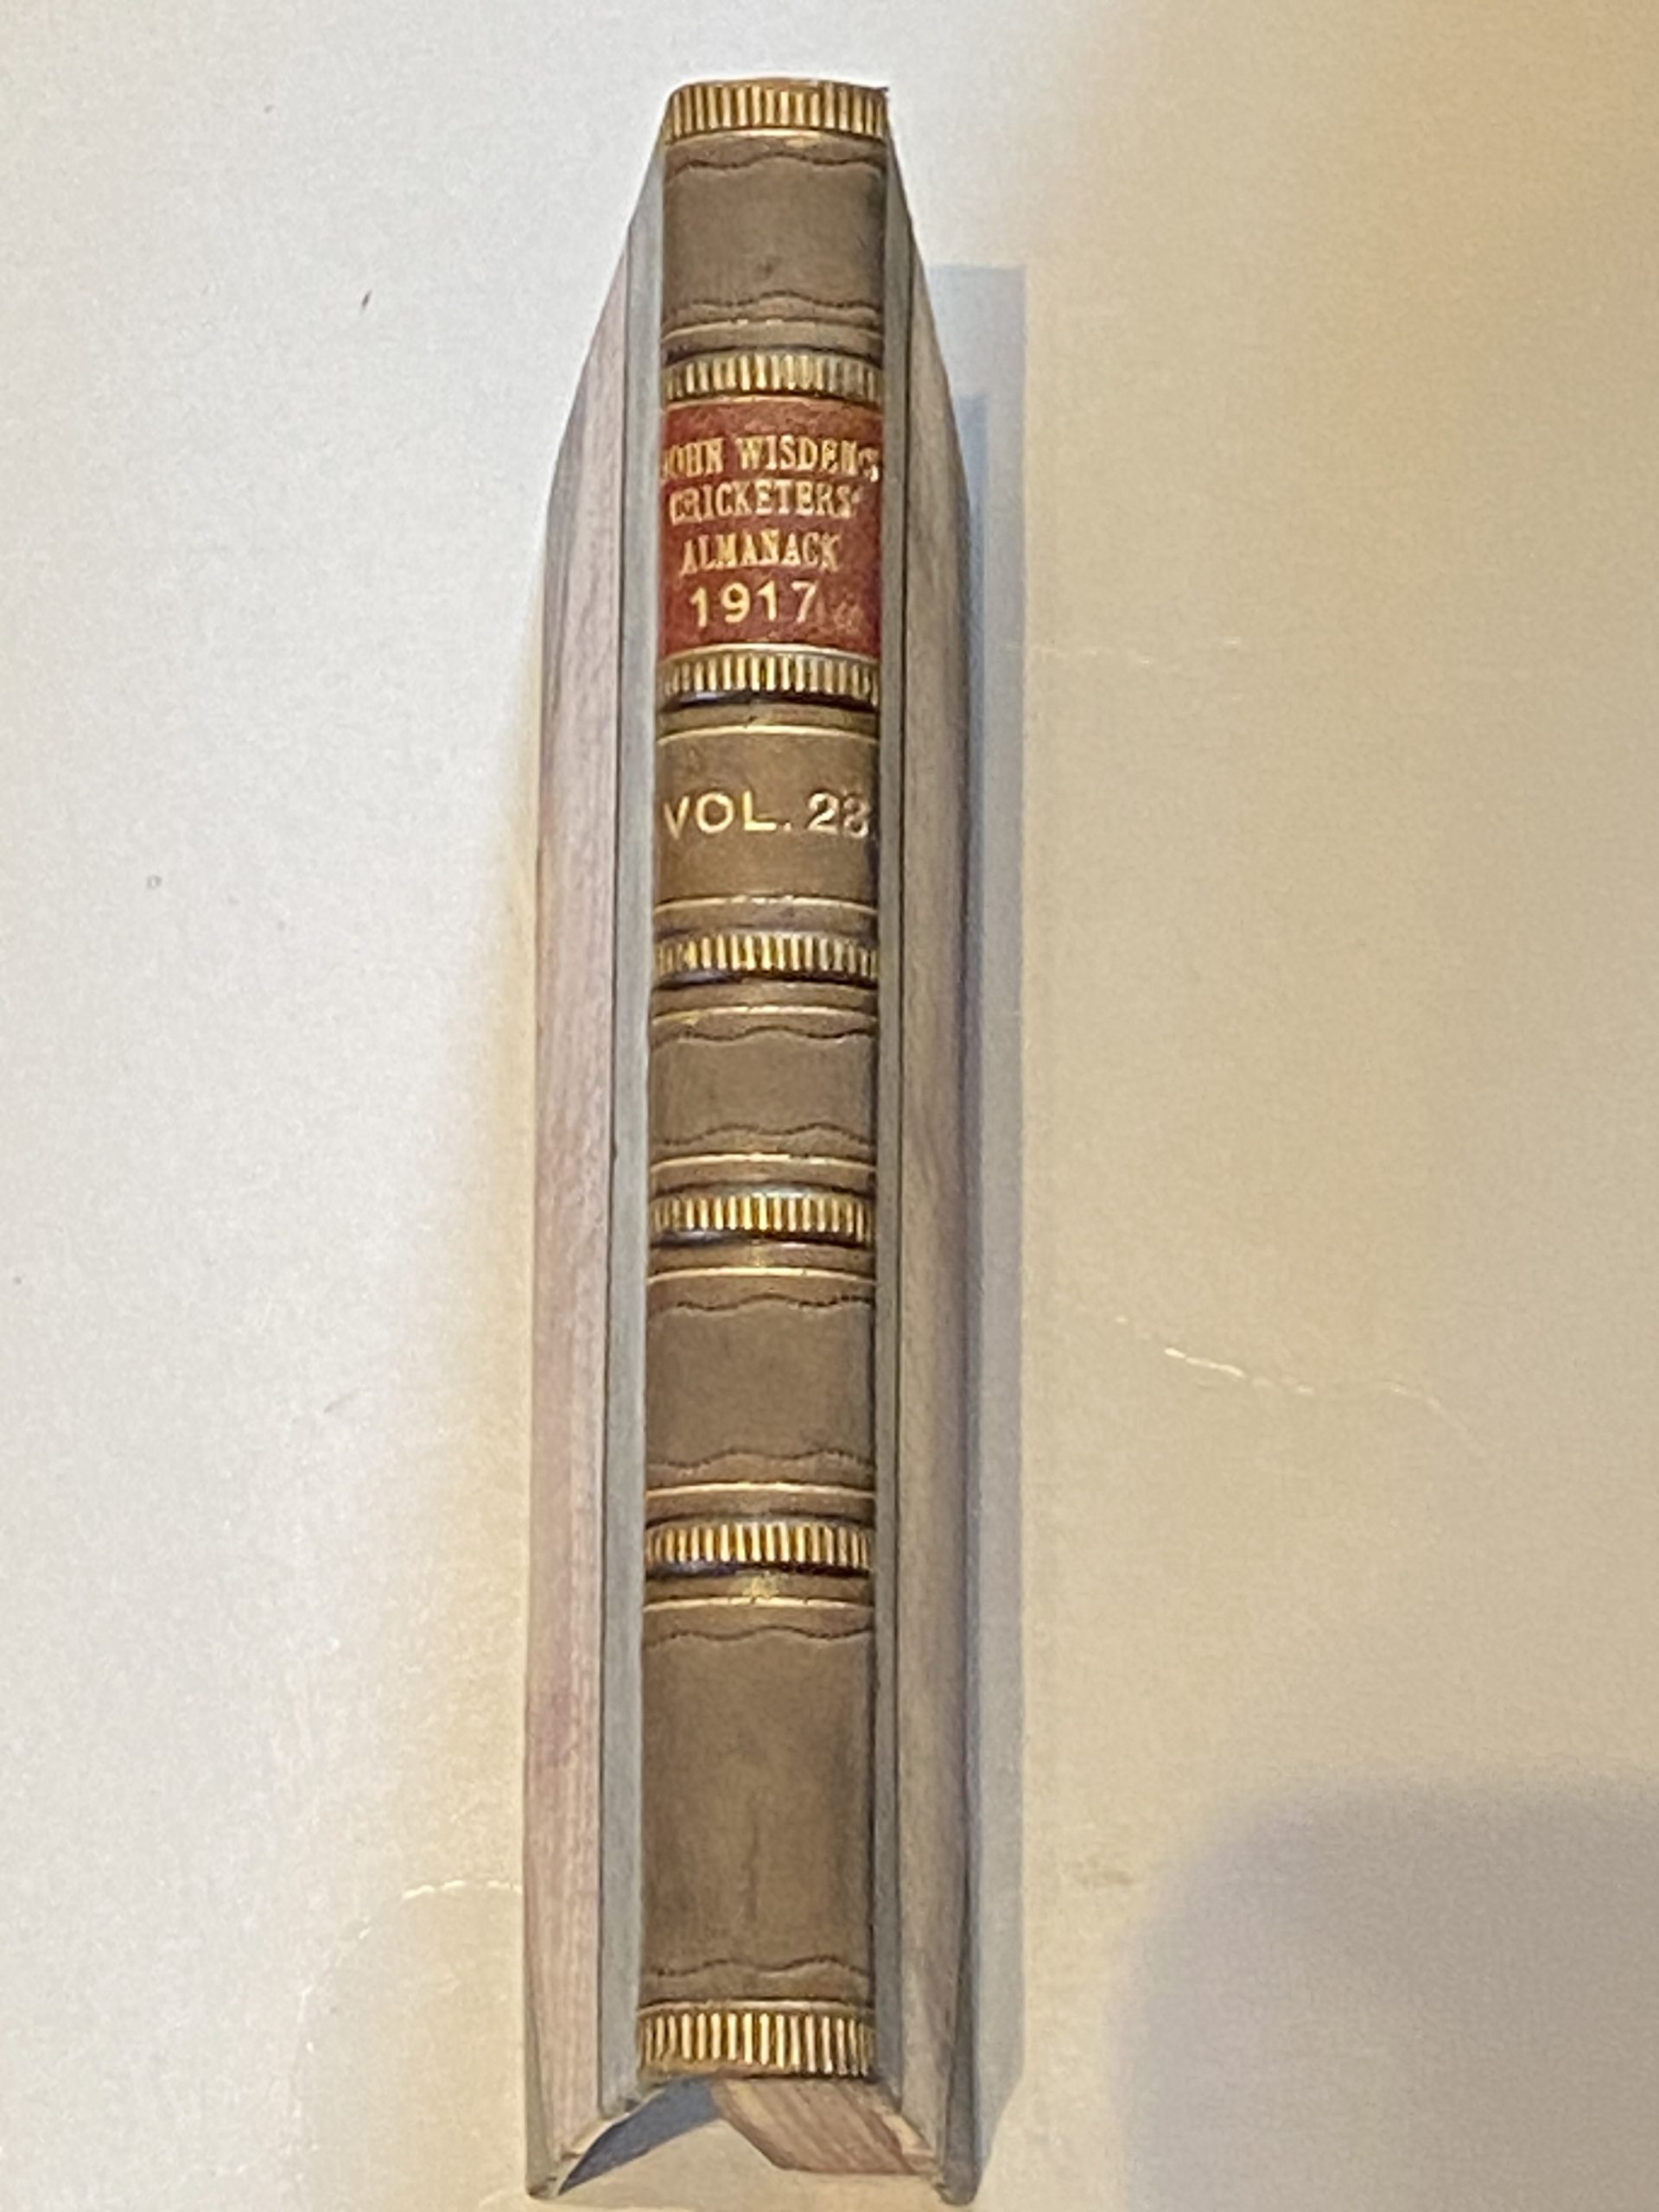 JOHN WISDEN'S
CRICKETERS'
ALMANACK
1917
VOL. 28